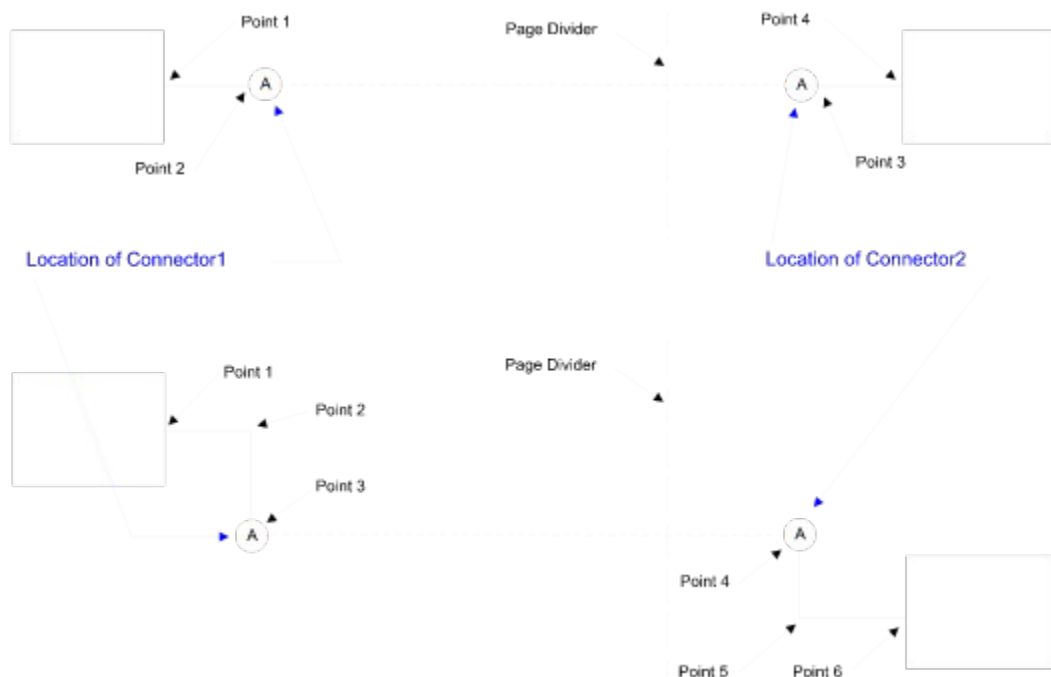 Point 1
Page Divider
Point 4
A
A
Point 2
Point 3
Location of Connector1
Location of Connector2
Point 1
Page Divider
Point 2
Point 3
A
A
Point 4
Point 5
Point 6